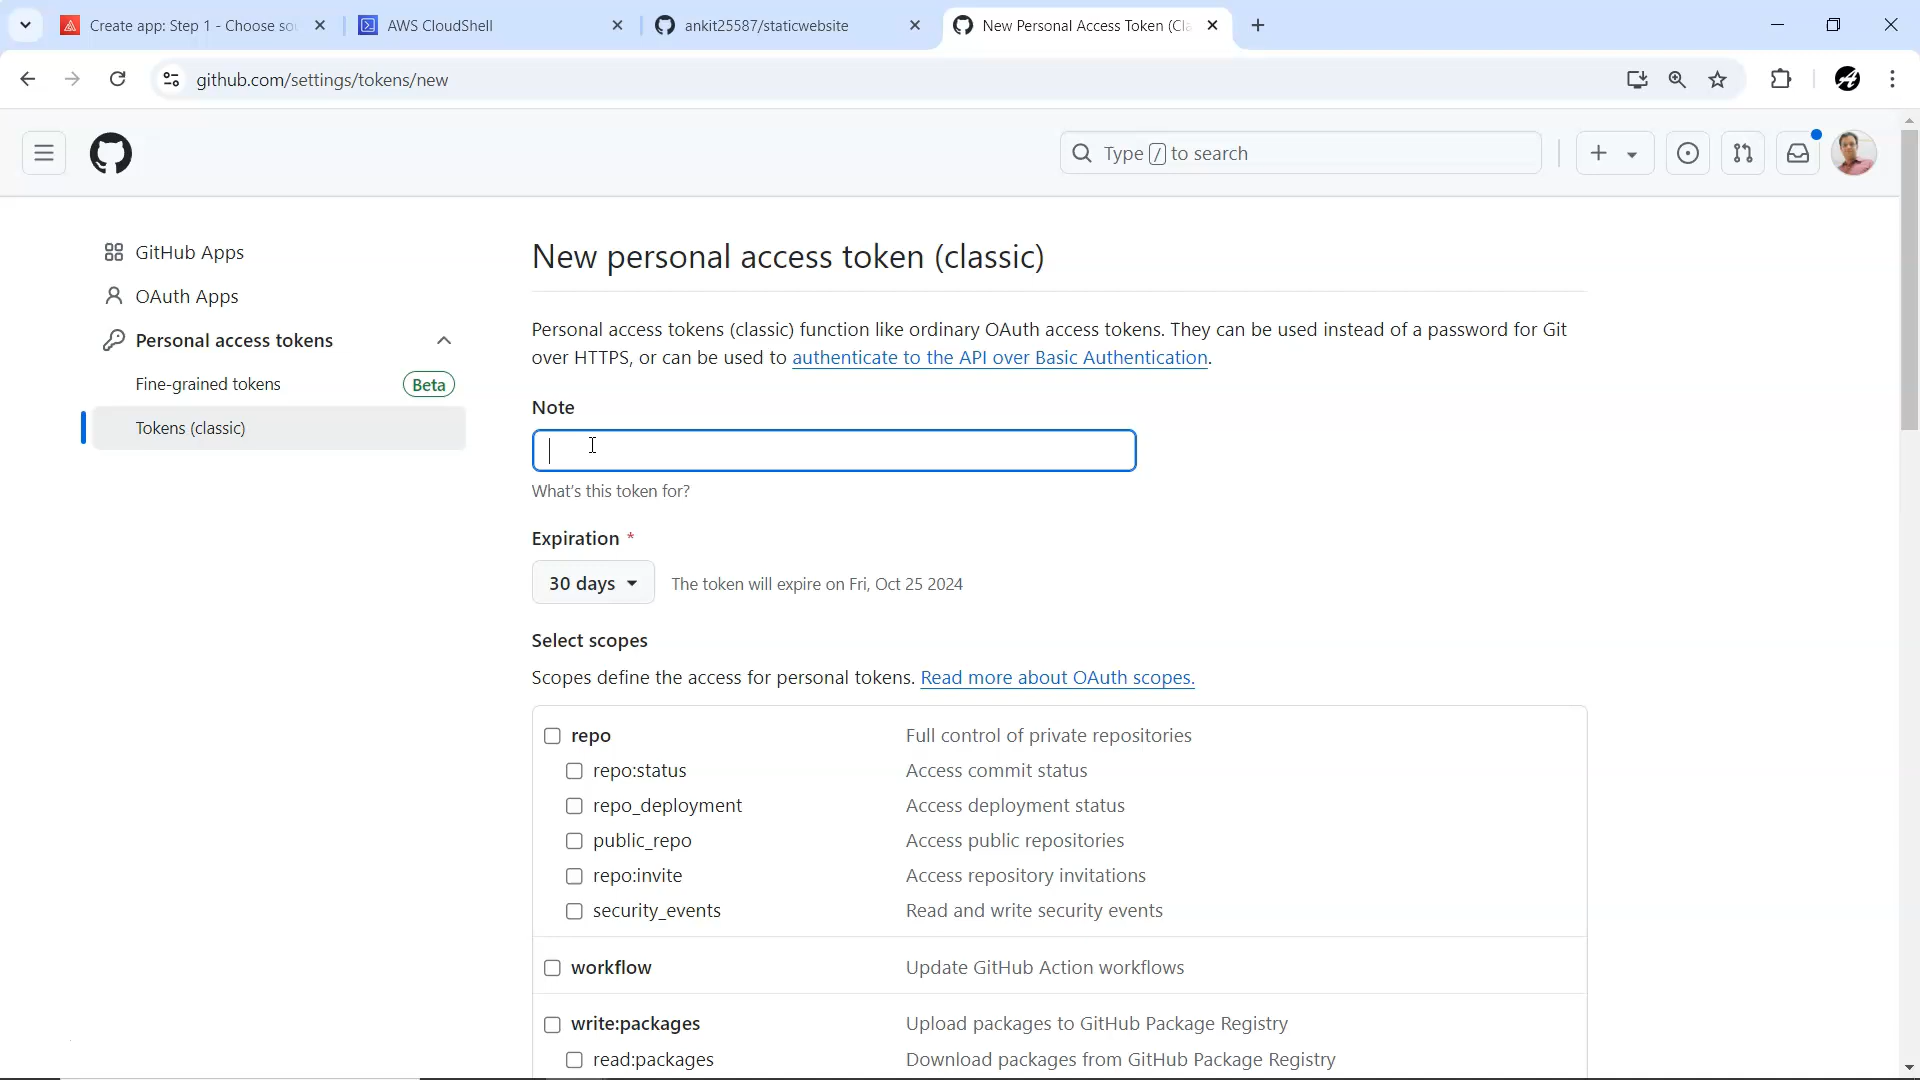 Create app: Step 1 - Choose sou
AWS CloudShell
ankit25587/staticwebsite
New Personal Access Token (Cla
github.com/settings/tokens/new
Type / to search
GitHub Apps
OAuth Apps
Personal access tokens
Fine-grained tokens Beta
Tokens (classic)
New personal access token (classic)
Personal access tokens (classic) function like ordinary OAuth access tokens. They can be used instead of a password for Git
over HTTPS, or can be used to authenticate to the API over Basic Authentication.
Note
What's this token for?
Expiration *
30 days The token will expire on Fri, Oct 25 2024
Select scopes
Scopes define the access for personal tokens. Read more about OAuth scopes.
repo Full control of private repositories
repo:status Access commit status
repo_deployment Access deployment status
public_repo Access public repositories
repo:invite Access repository invitations
security_events Read and write security events
workflow Update GitHub Action workflows
write:packages Upload packages to GitHub Package Registry
read:packages Download packages from GitHub Package Registry